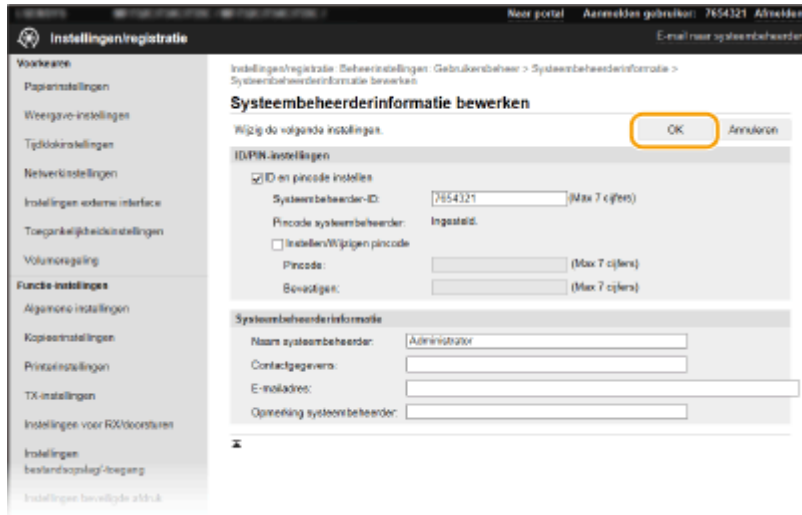 Naar portal Aanmelden gebruiker: 7654321 Afmelden
Instellingen/registratie
E-mail naar systeembeheerder
Voorkeuren
Papierinstellingen
Weergave-instellingen
Tijdklokinstellingen
Netwerkinstellingen
Instellingen externe interface
Toegankelijkheidsinstellingen
Volumeregeling
Functie-instellingen
Algemene instellingen
Kopieerinstellingen
Printerinstellingen
TX-instellingen
Instellingen voor RX/doorsturen
Instellingen
bestandsopslag/-toegang
Instellingen beveiligde afdruk
Instellingen/registratie: Beheerinstellingen: Gebruikersbeheer > Systeembeheerderinformatie >
Systeembeheerderinformatie bewerken
Systeembeheerderinformatie bewerken
Wijzig de volgende instellingen.
OK Annuleren
ID/PIN-instellingen
ID en pincode instellen
Systeembeheerder-ID: 7654321 (Max 7 cijfers)
Pincode systeembeheerder: Ingesteld.
Instellen/Wijzigen pincode
Pincode: (Max 7 cijfers)
Bevestigen: (Max 7 cijfers)
Systeembeheerderinformatie
Naam systeembeheerder: Administrator
Contactgegevens:
E-mailadres:
Opmerking systeembeheerder: